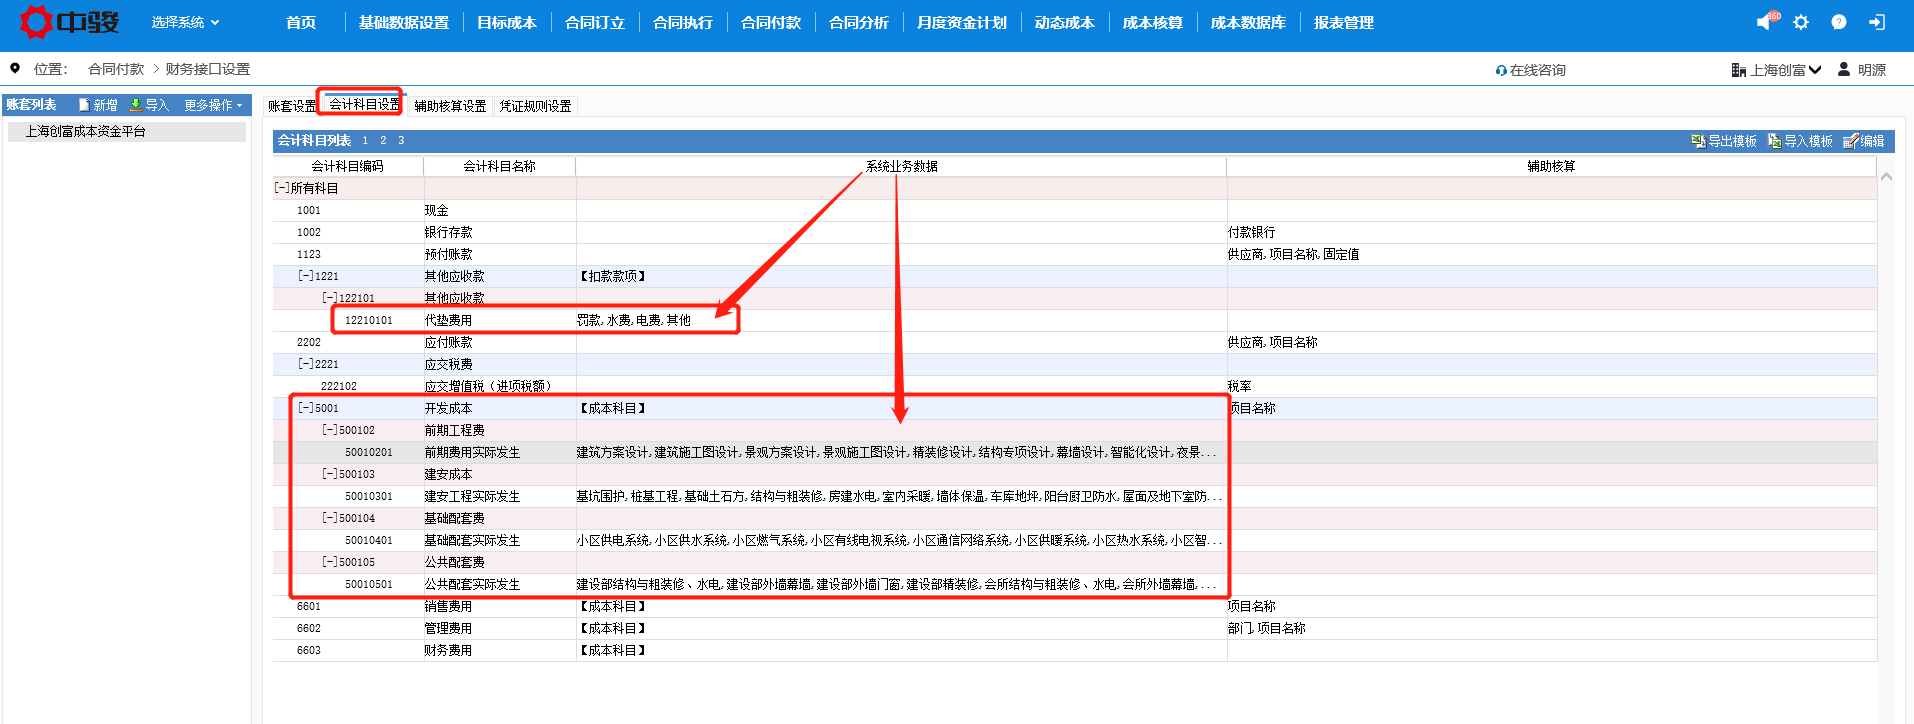 中骏 选择系统 首页 基础数据设置 目标成本 合同订立 合同执行 合同付款 合同分析 月度资金计划 动态成本 成本核算 成本数据库 报表管理 360
位置： 合同付款 > 财务接口设置 在线咨询 上海创富 明源
账套列表 新增 导入 更多操作
上海创富成本资金平台
账套设置 会计科目设置 辅助核算设置 凭证规则设置
会计科目列表 1 2 3 导出模板 导入模板 编辑
会计科目编码 会计科目名称 系统业务数据 辅助核算
[-]所有科目
1001 现金
1002 银行存款 付款银行
1123 预付账款 供应商,项目名称,固定值
[-]1221 其他应收款 【扣款款项】
[-]122101 其他应收款
12210101 代垫费用 罚款,水费,电费,其他
2202 应付账款 供应商,项目名称
[-]2221 应交税费
222102 应交增值税（进项税额） 税率
[-]5001 开发成本 【成本科目】 项目名称
[-]500102 前期工程费
50010201 前期费用实际发生 建筑方案设计,建筑施工图设计,景观方案设计,景观施工图设计,精装修设计,结构专项设计,幕墙设计,智能化设计,夜景...
[-]500103 建安成本
50010301 建安工程实际发生 基坑围护,桩基工程,基础土石方,结构与粗装修,房建水电,室内采暖,墙体保温,车库地坪,阳台厨卫防水,屋面及地下室防...
[-]500104 基础配套费
50010401 基础配套实际发生 小区供电系统,小区供水系统,小区燃气系统,小区有线电视系统,小区通信网络系统,小区供暖系统,小区热水系统,小区智...
[-]500105 公共配套费
50010501 公共配套实际发生 建设部结构与粗装修、水电,建设部外墙幕墙,建设部外墙门窗,建设部精装修,会所结构与粗装修、水电,会所外墙幕墙,...
6601 销售费用 【成本科目】 项目名称
6602 管理费用 【成本科目】 部门,项目名称
6603 财务费用 【成本科目】